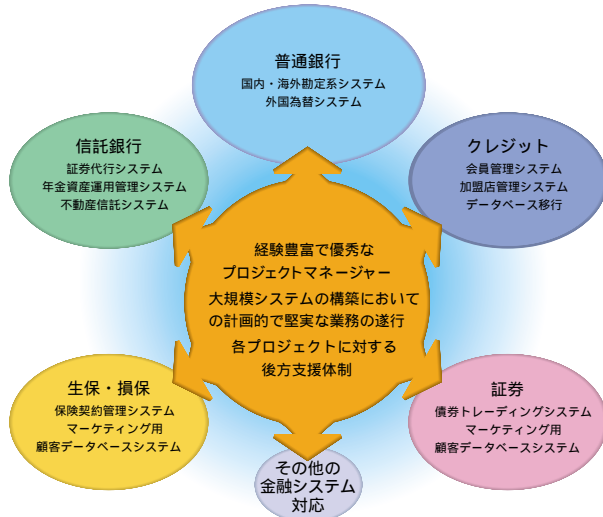 普通銀行
国内・海外勘定系システム
外国為替システム
信託銀行
証券代行システム
年金資産運用管理システム
不動産信託システム
クレジット
会員管理システム
加盟店管理システム
データベース移行
経験豊富で優秀な
プロジェクトマネージャー
大規模システムの構築において
の計画的で堅実な業務の遂行
各プロジェクトに対する
後方支援体制
生保・損保
保険契約管理システム
マーケティング用
顧客データベースシステム
証券
債券トレーディングシステム
マーケティング用
顧客データベースシステム
その他の
金融システム
対応